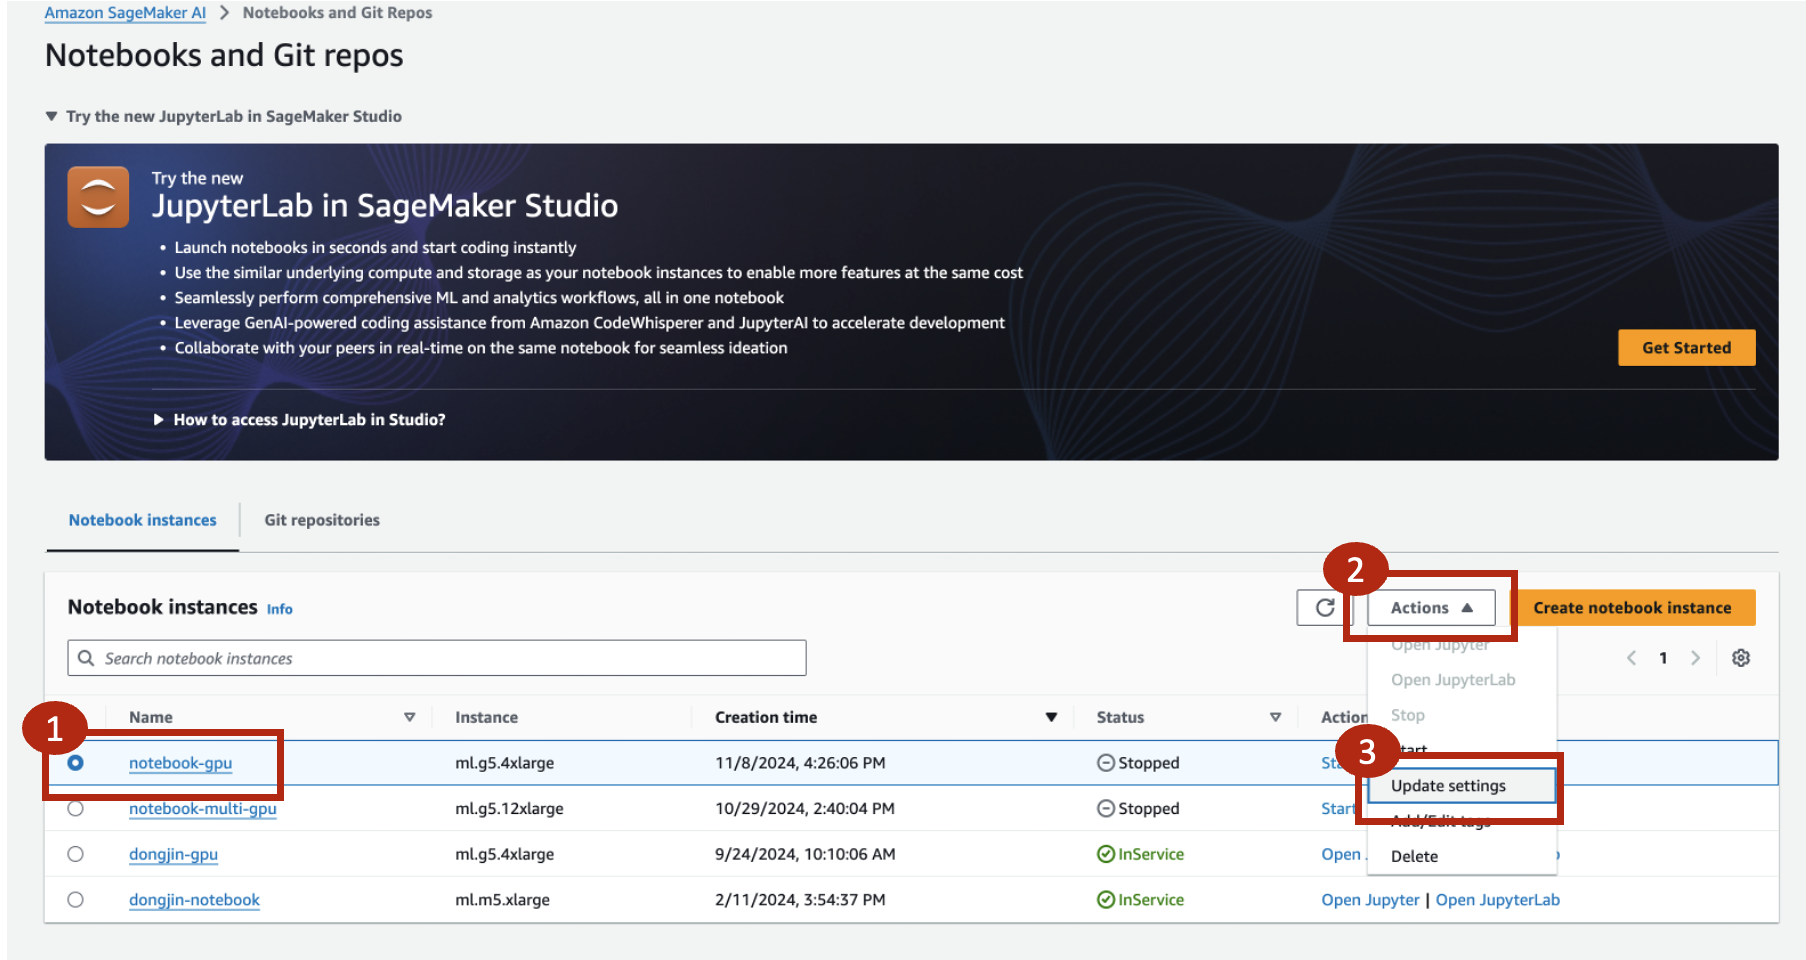 Amazon SageMaker AI > Notebooks and Git Repos
Notebooks and Git repos
Try the new JupyterLab in SageMaker Studio
Try the new
JupyterLab in SageMaker Studio
• Launch notebooks in seconds and start coding instantly
• Use the similar underlying compute and storage as your notebook instances to enable more features at the same cost
• Seamlessly perform comprehensive ML and analytics workflows, all in one notebook
• Leverage GenAI-powered coding assistance from Amazon CodeWhisperer and JupyterAI to accelerate development
• Collaborate with your peers in real-time on the same notebook for seamless ideation
Get Started
How to access JupyterLab in Studio?
Notebook instances Git repositories
2
Notebook instances Info Actions Create notebook instance
Open Jupyter
Search notebook instances 1
Open JupyterLab
Stop
1 Name Instance Creation time Status
3
notebook-gpu ml.g5.4xlarge 11/8/2024, 4:26:06 PM Stopped
Update settings
notebook-multi-gpu ml.g5.12xlarge 10/29/2024, 2:40:04 PM Stopped Start
Add/Edit tags
dongjin-gpu ml.g5.4xlarge 9/24/2024, 10:10:06 AM InService Open
Delete
dongjin-notebook ml.m5.xlarge 2/11/2024, 3:54:37 PM InService Open Jupyter | Open JupyterLab